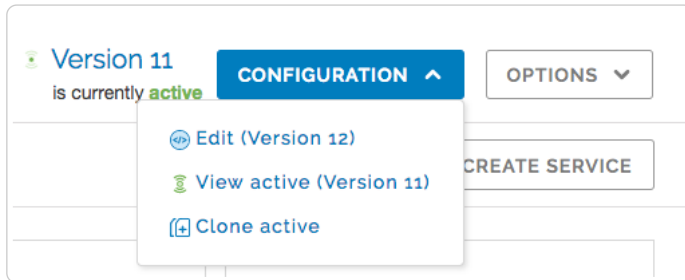 Version 11
is currently active
CONFIGURATION
OPTIONS
Edit (Version 12)
View active (Version 11)
Clone active
CREATE SERVICE